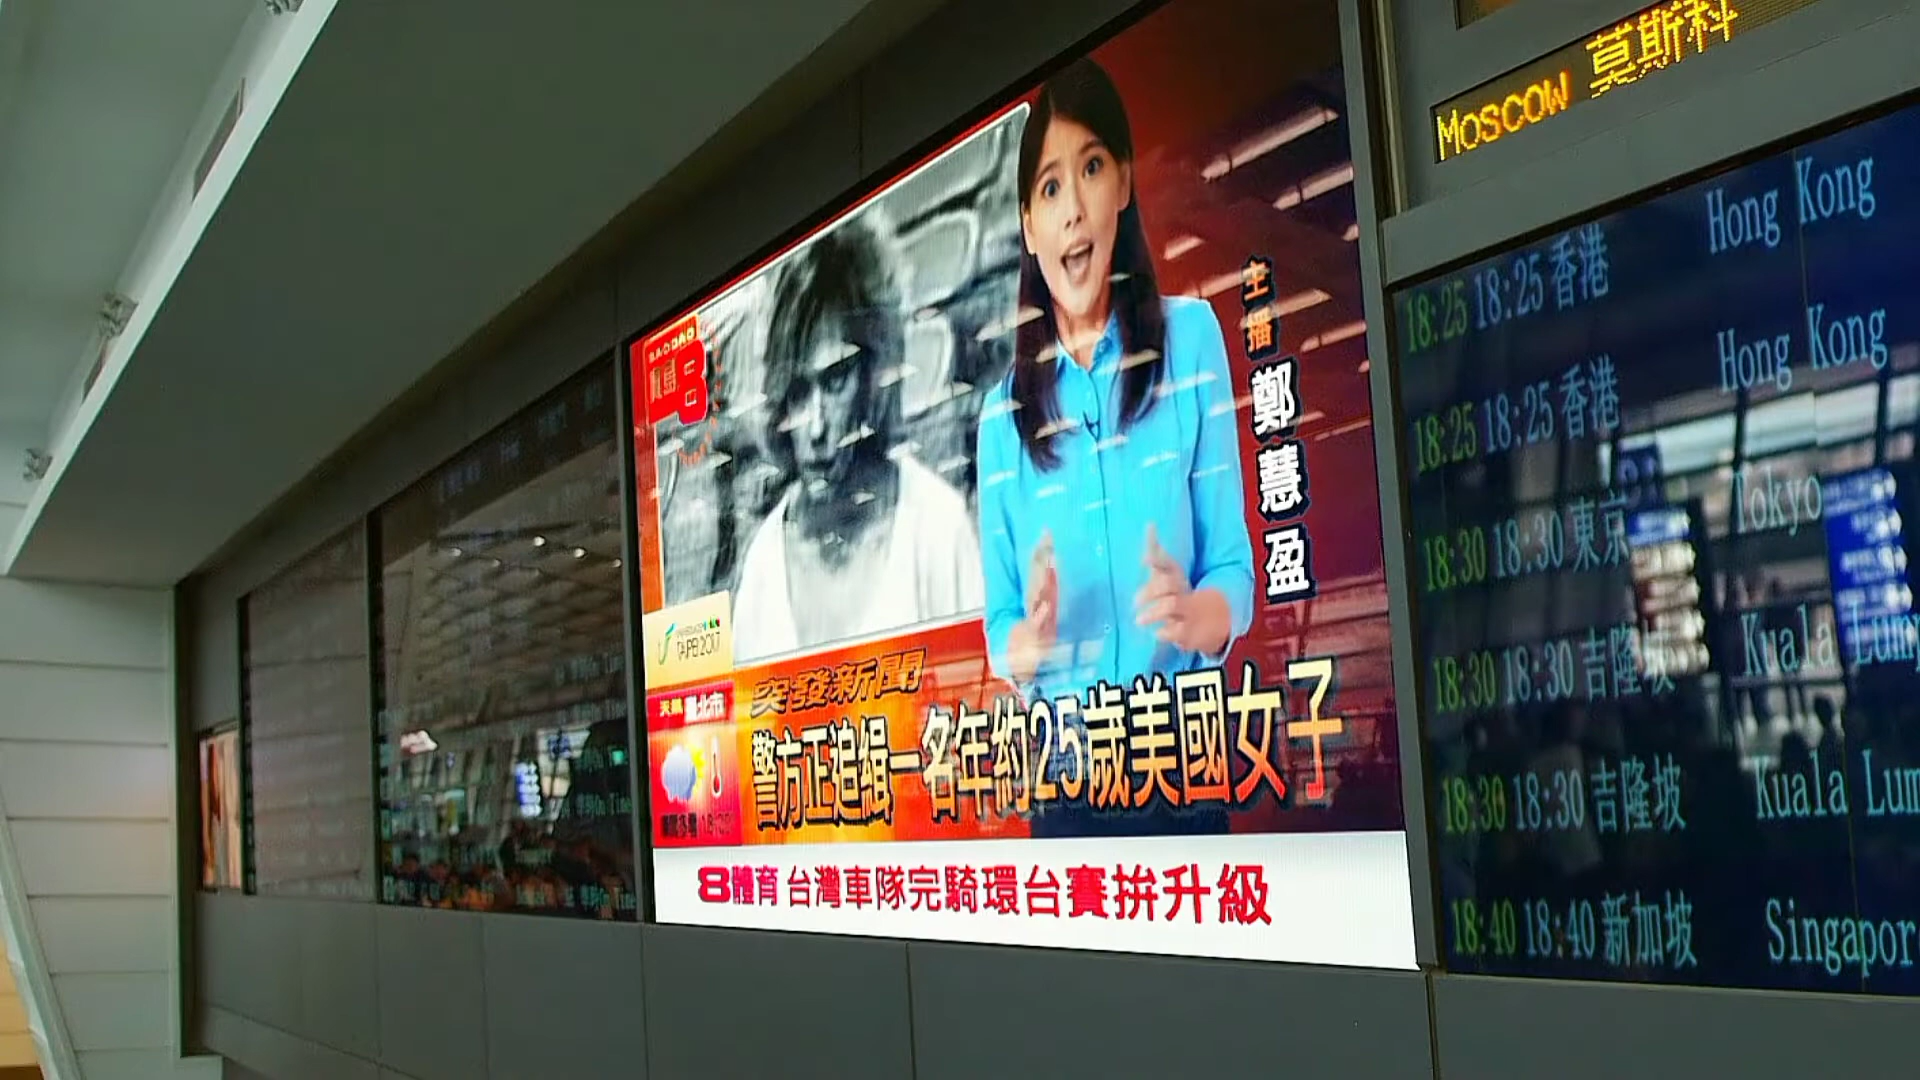 MOSCOW 莫斯科
主播 鄭慧盈
TAIPEI 2017
突發新聞
天氣 臺北市
警方正追緝一名年約25歲美國女子
8體育 台灣車隊完騎環台賽拚升級
18:25 18:25 香港 Hong Kong
18:25 18:25 香港 Hong Kong
18:30 18:30 東京 Tokyo
18:30 18:30 吉隆坡 Kuala Lump
18:30 18:30 吉隆坡 Kuala Lum
18:40 18:40 新加坡 Singapor